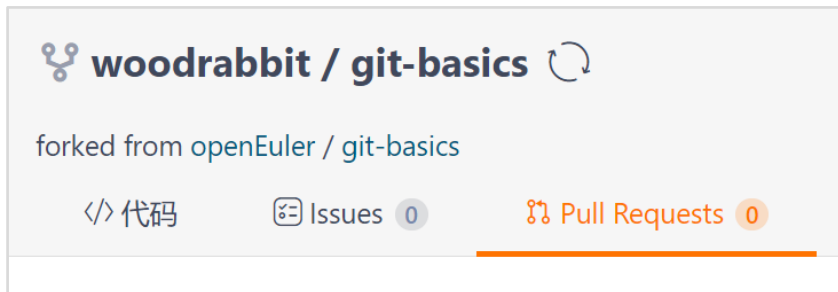 woodrabbit / git-basics
forked from openEuler / git-basics
</> 代码 Issues 0 Pull Requests 0